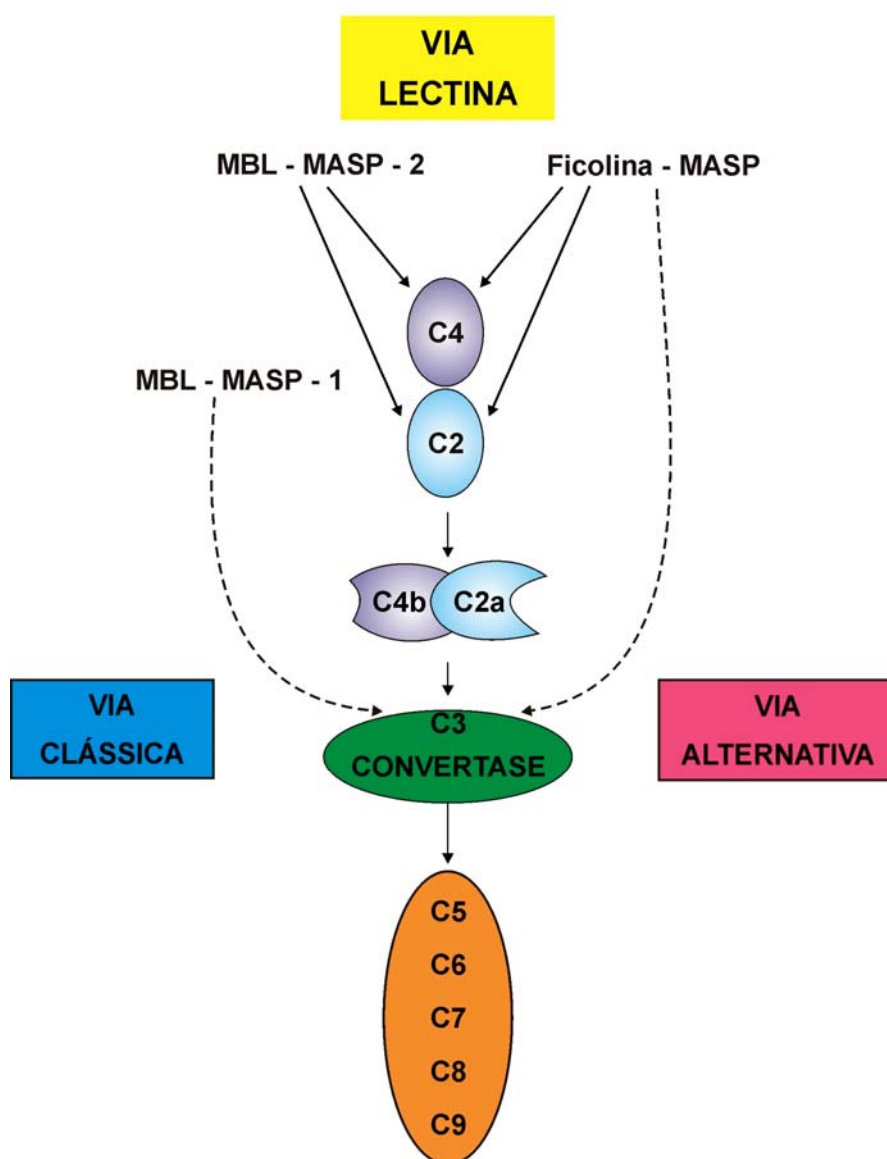 VIA
LECTINA
MBL - MASP - 2
Ficolina - MASP
C4
MBL - MASP - 1
C2
C4b
C2a
VIA
CLÁSSICA
C3
CONVERTASE
VIA
ALTERNATIVA
C5
C6
C7
C8
C9